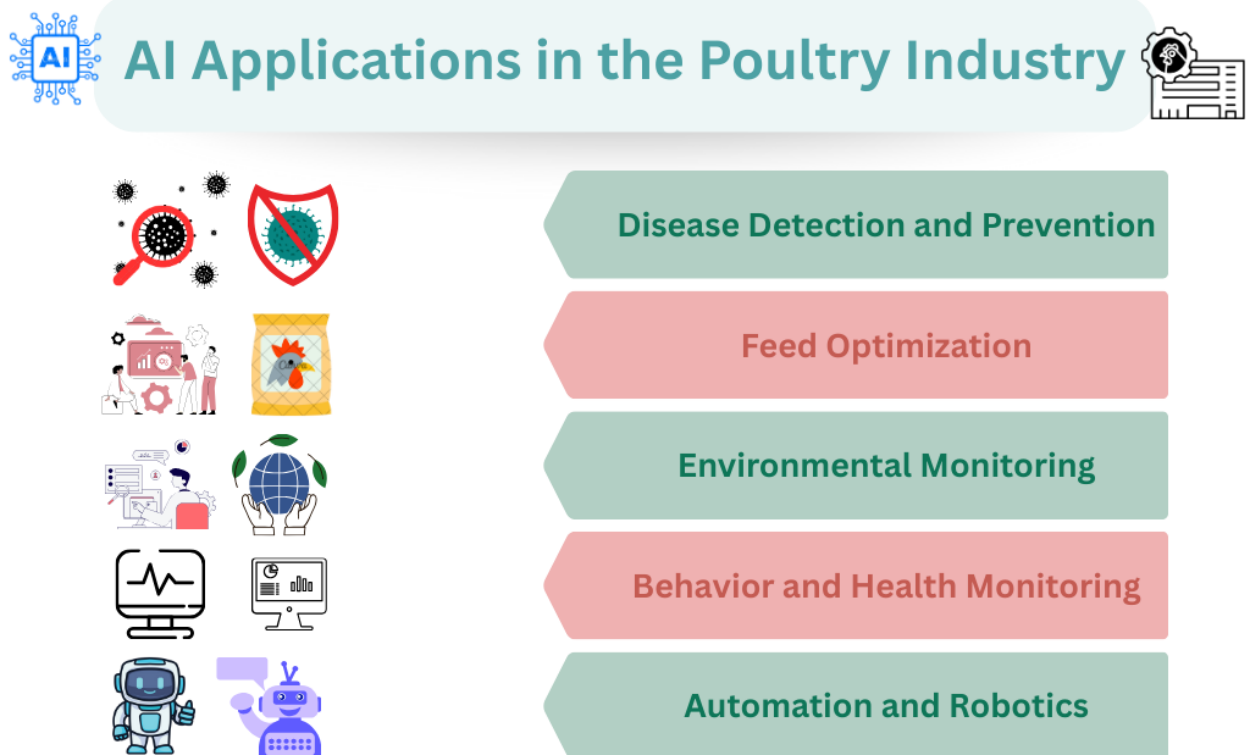 AI
AI Applications in the Poultry Industry
Disease Detection and Prevention
Feed Optimization
Environmental Monitoring
Behavior and Health Monitoring
Automation and Robotics